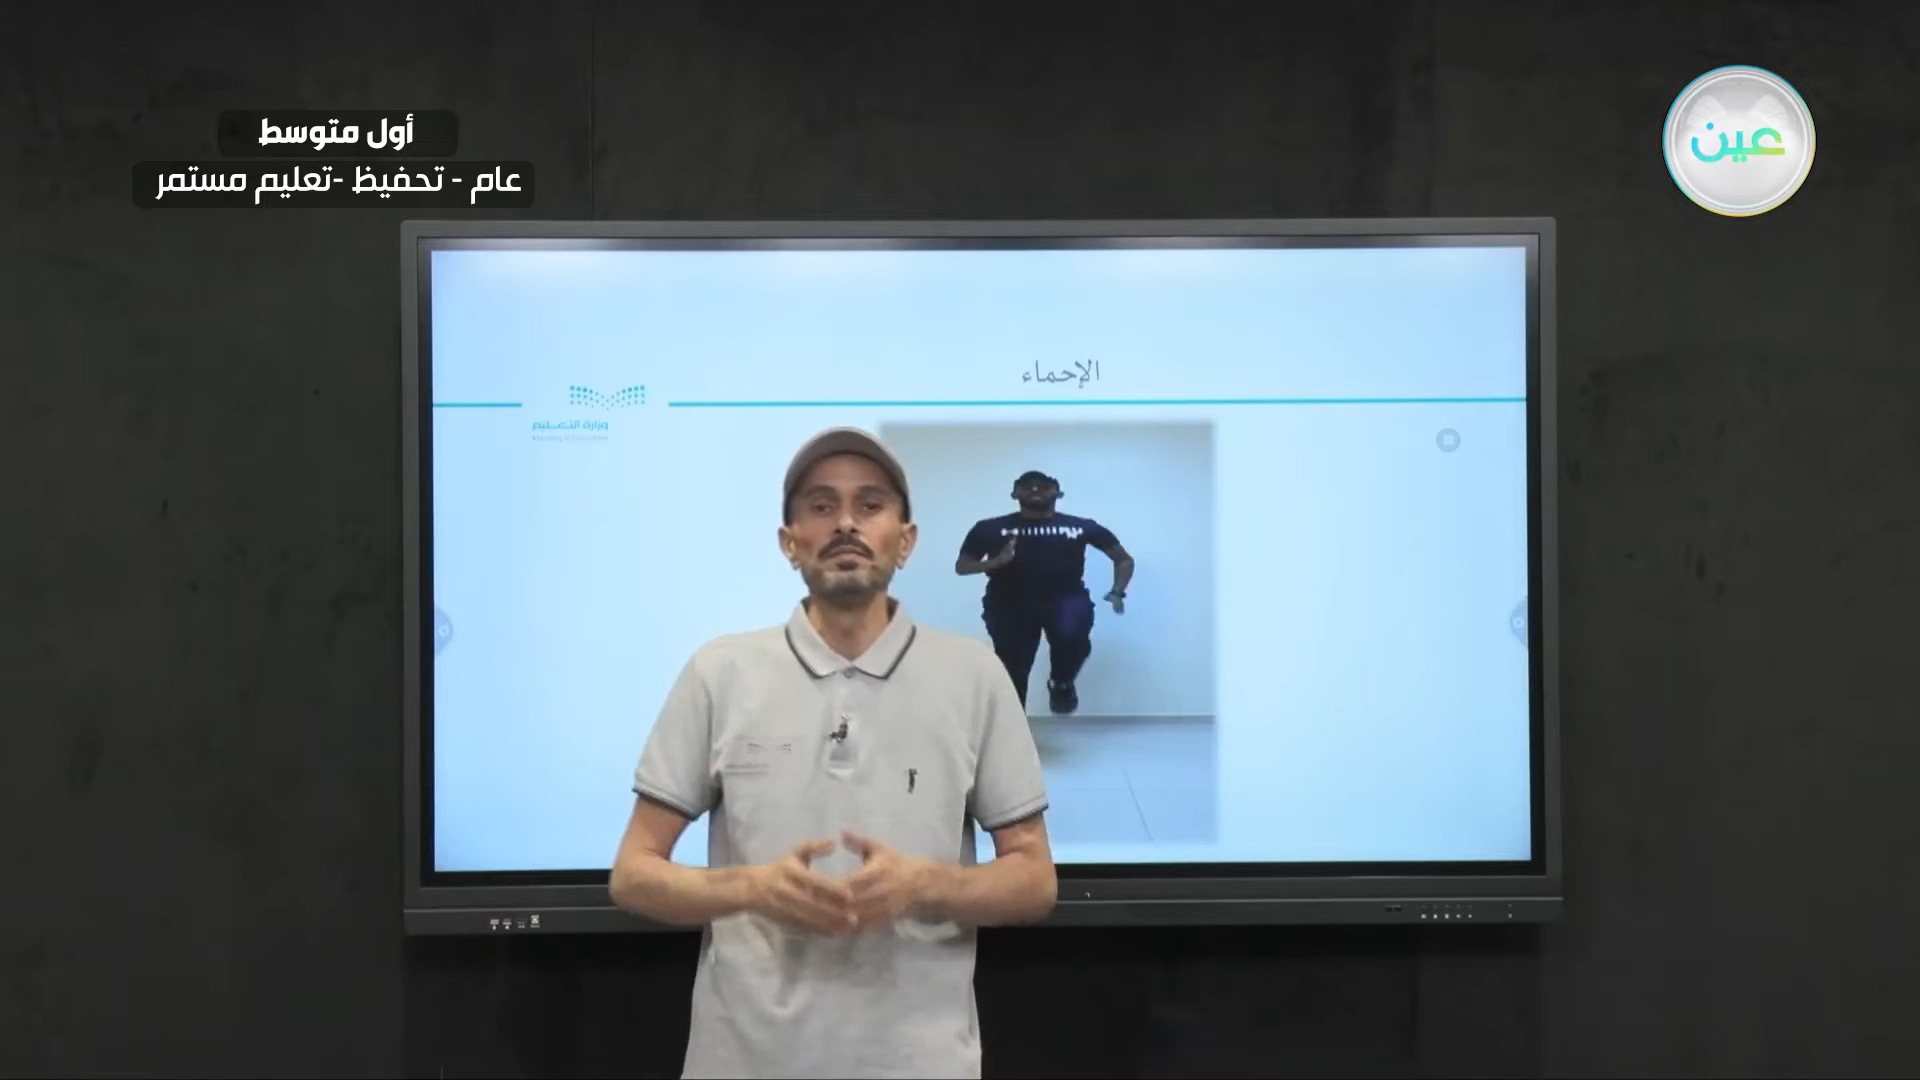 أول متوسط
عام - تحفيظ -تعليم مستمر
عين
الإحماء
وزارة التعليم